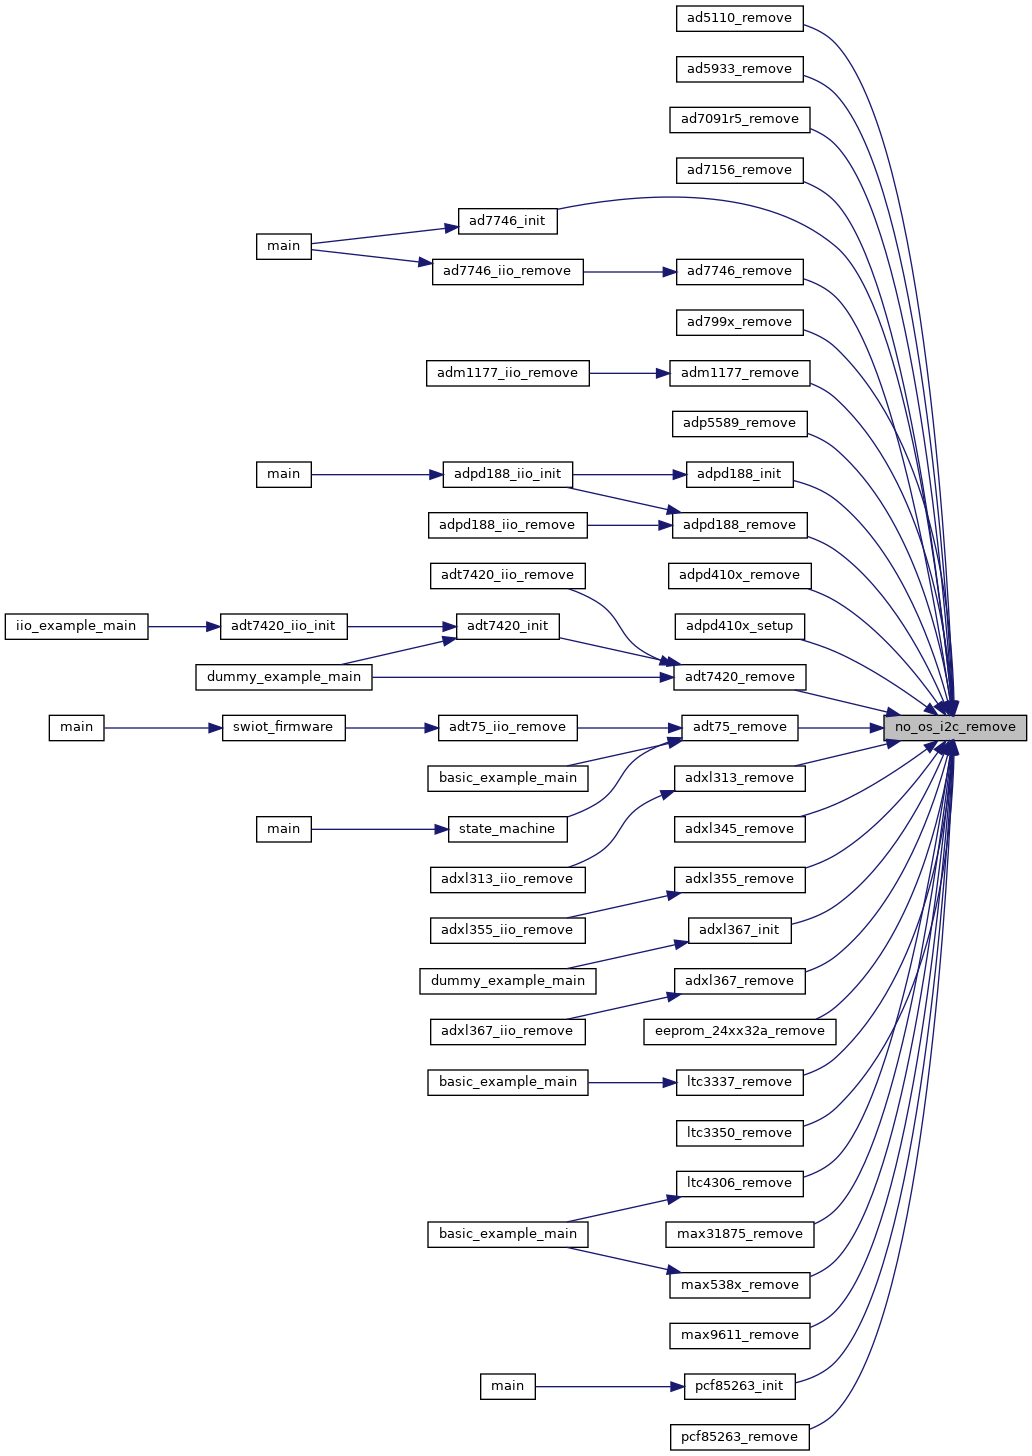 ad5110_remove
ad5933_remove
ad7091r5_remove
ad7156_remove
ad7746_init
main
ad7746_iio_remove
ad7746_remove
ad799x_remove
adm1177_iio_remove
adm1177_remove
adp5589_remove
main
adpd188_iio_init
adpd188_init
adpd188_iio_remove
adpd188_remove
adt7420_iio_remove
adpd410x_remove
iio_example_main
adt7420_iio_init
adt7420_init
adpd410x_setup
dummy_example_main
adt7420_remove
main
swiot_firmware
adt75_iio_remove
adt75_remove
no_os_i2c_remove
basic_example_main
adxl313_remove
main
state_machine
adxl345_remove
adxl313_iio_remove
adxl355_remove
adxl355_iio_remove
adxl367_init
dummy_example_main
adxl367_remove
adxl367_iio_remove
eeprom_24xx32a_remove
basic_example_main
ltc3337_remove
ltc3350_remove
ltc4306_remove
basic_example_main
max31875_remove
max538x_remove
max9611_remove
main
pcf85263_init
pcf85263_remove